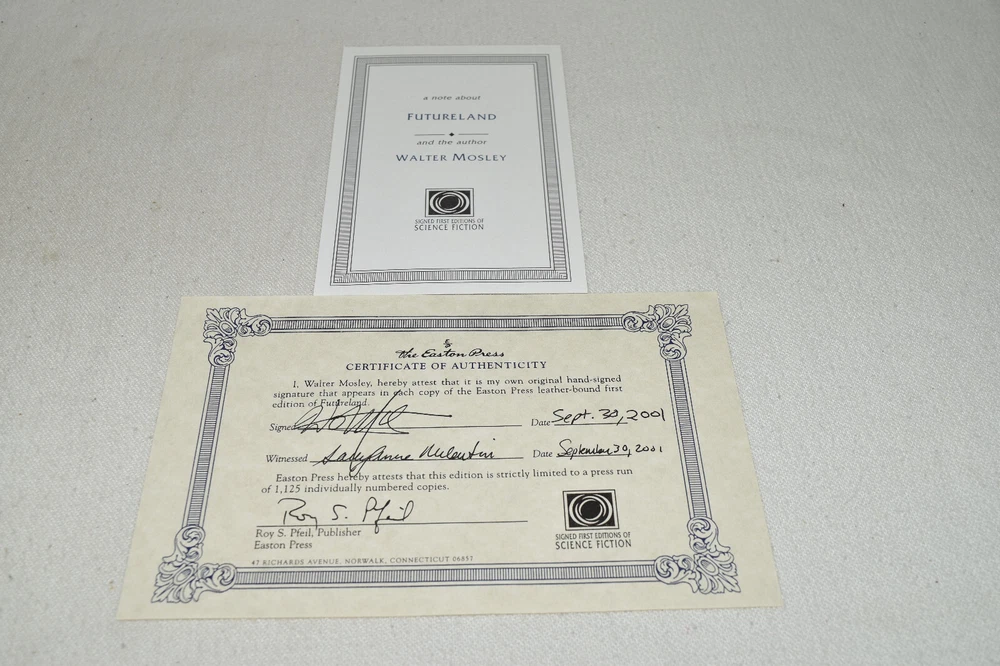 a note about
FUTURELAND
and the author
WALTER MOSLEY
SIGNED FIRST EDITIONS OF
SCIENCE FICTION
The Easton Press
CERTIFICATE OF AUTHENTICITY
I, Walter Mosley, hereby attest that it is my own original hand-signed
signature that appears in each copy of the Easton Press leather-bound first
edition of Futureland.
Signed Date Sept. 30, 2001
Witnessed Date September 30, 2001
Easton Press hereby attests that this edition is strictly limited to a press run
of 1,125 individually numbered copies.
Roy S. Pfeil
Roy S. Pfeil, Publisher
Easton Press
SIGNED FIRST EDITIONS OF
SCIENCE FICTION
47 RICHARDS AVENUE, NORWALK, CONNECTICUT 06857